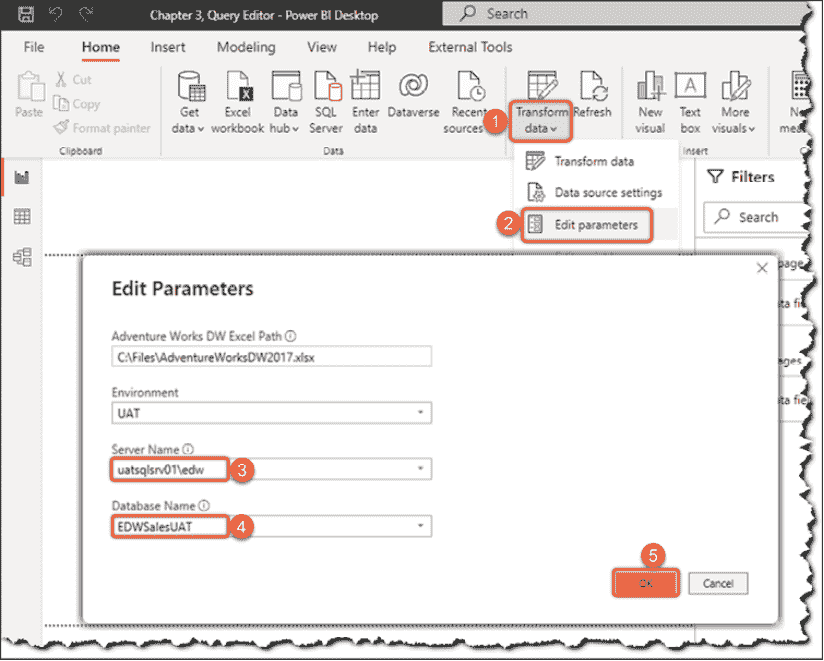 Chapter 3, Query Editor - Power BI Desktop
Search
File Home Insert Modeling View Help External Tools
Paste
Cut
Copy
Format painter
Clipboard
Get data
Excel workbook
Data hub
SQL Server
Enter data
Dataverse
Recent sources
Data
1
Transform data
Refresh
New visual
Text box
More visuals
Insert
Transform data
Data source settings
2
Edit parameters
Filters
Search
Edit Parameters
Adventure Works DW Excel Path
C:\Files\AdventureWorksDW2017.xlsx
Environment
UAT
Server Name
uatsqlsrv01\edw
3
Database Name
EDWSalesUAT
4
5
OK
Cancel